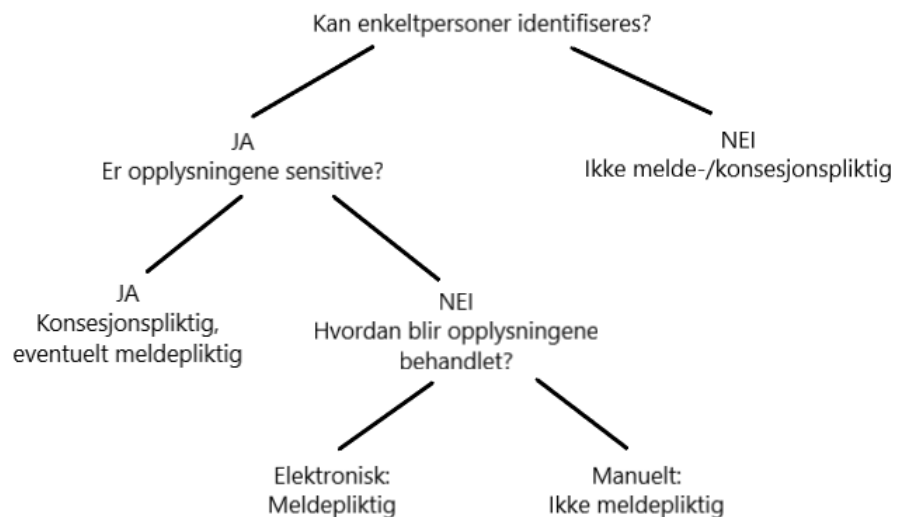 Kan enkeltpersoner identifiseres?
JA
Er opplysningene sensitive?
NEI
Ikke melde-/konsesjonspliktig
JA
Konsesjonspliktig,
eventuelt meldepliktig
NEI
Hvordan blir opplysningene
behandlet?
Elektronisk:
Meldepliktig
Manuelt:
Ikke meldepliktig